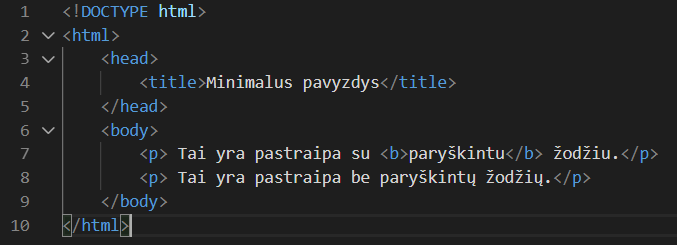 1 <!DOCTYPE html>
2 <html>
3 <head>
4 <title>Minimalus pavyzdys</title>
5 </head>
6 <body>
7 <p> Tai yra pastraipa su <b>paryškintu</b> žodžiu.</p>
8 <p> Tai yra pastraipa be paryškintų žodžių.</p>
9 </body>
10 </html>